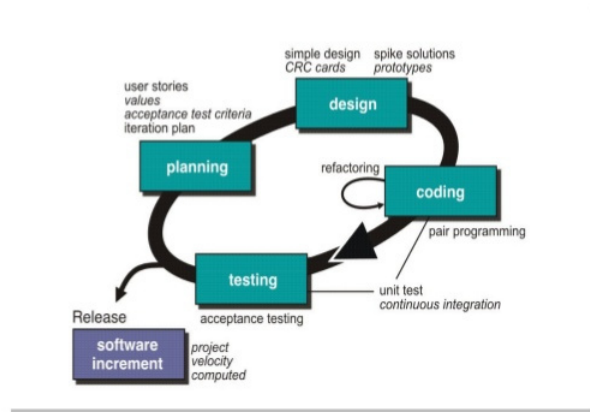 simple design
CRC cards
spike solutions
prototypes
user stories
values
acceptance test criteria
iteration plan
design
planning
refactoring
coding
pair programming
testing
unit test
continuous integration
acceptance testing
Release
software
increment
project
velocity
computed